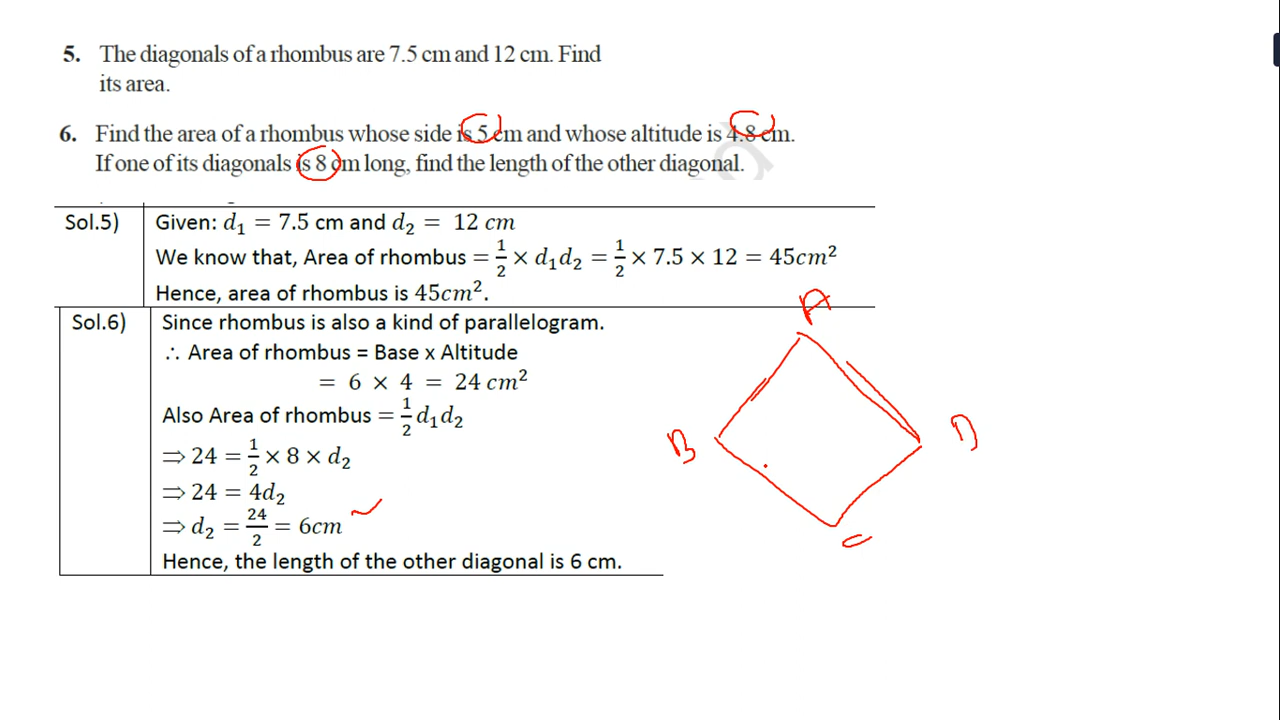 5. The diagonals of a rhombus are 7.5 cm and 12 cm. Find
its area.
6. Find the area of a rhombus whose side is 5 cm and whose altitude is 4.8 cm.
If one of its diagonals is 8 cm long, find the length of the other diagonal.
Sol.5) Given: d₁ = 7.5 cm and d₂ = 12 cm
We know that, Area of rhombus = 1/2 × d₁d₂ = 1/2 × 7.5 × 12 = 45cm²
Hence, area of rhombus is 45cm².
Sol.6) Since rhombus is also a kind of parallelogram.
∴ Area of rhombus = Base x Altitude
= 6 × 4 = 24 cm²
Also Area of rhombus = 1/2 d₁d₂
⇒ 24 = 1/2 × 8 × d₂
⇒ 24 = 4d₂
⇒ d₂ = 24/2 = 6cm
Hence, the length of the other diagonal is 6 cm.
A
B
D
C